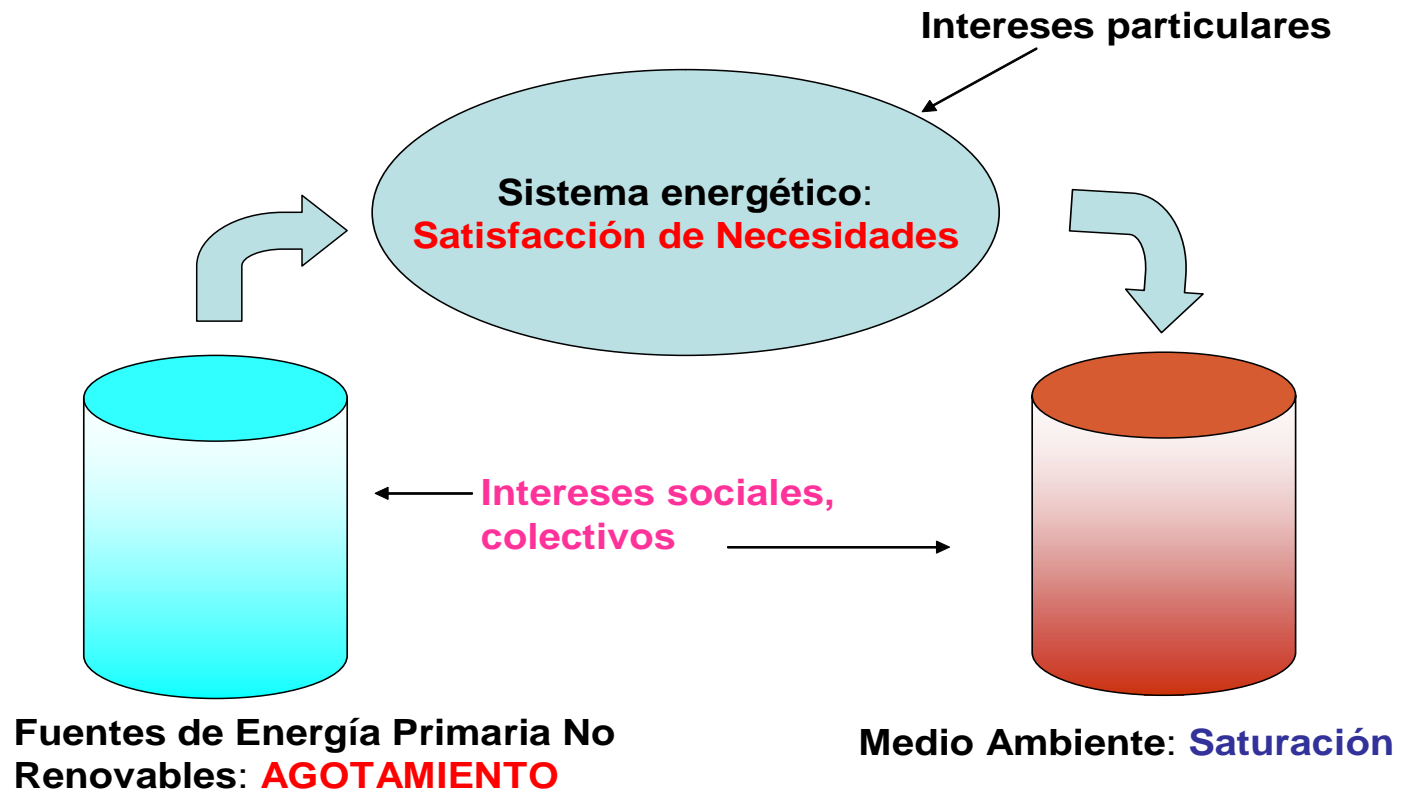 Intereses particulares
Sistema energético:
Satisfacción de Necesidades
Intereses sociales,
colectivos
Fuentes de Energía Primaria No
Renovables: AGOTAMIENTO
Medio Ambiente: Saturación